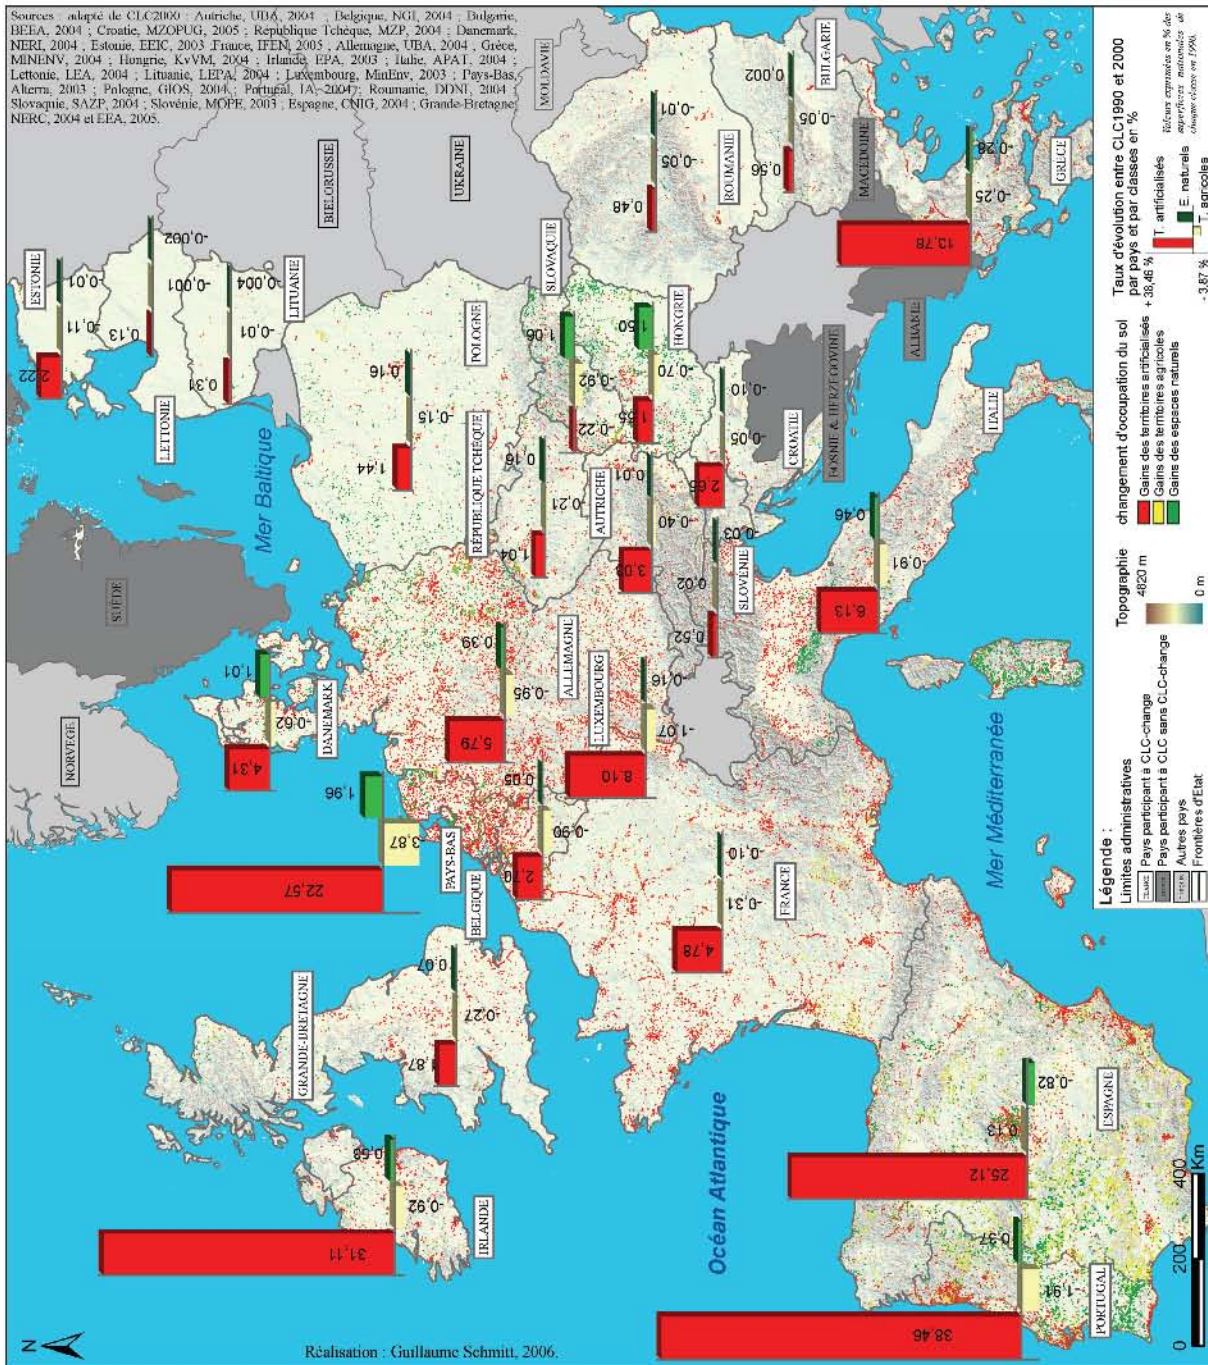 Sources : adapté de CLC2000 : Autriche, UBA, 2004 ; Belgique, NGI, 2004 ; Bulgarie,
BEEA, 2004 ; Croatie, MZOPUG, 2005 ; République Tchèque, MZP, 2004 ; Danemark,
NERI, 2004 ; Estonie, EEIC, 2003 ;France, IFEN, 2005 ; Allemagne, UBA, 2004 ; Grèce,
MINENV, 2004 ; Hongrie, KvVM, 2004 ; Irlande, EPA, 2003 ; Italie, APAT, 2004 ;
Lettonie, LEA, 2004 ; Lituanie, LEPA, 2004 ; Luxembourg, MinEnv, 2003 ; Pays-Bas,
Alterra, 2003 ; Pologne, GIOS, 2004 ; Portugal, IA, 2004 ; Roumanie, DDNI, 2004 ;
Slovaquie, SAZP, 2004 ; Slovénie, MOPE, 2003 ; Espagne, CNIG, 2004 ; Grande-Bretagne,
NERC, 2004 et EEA, 2005.
N
NORVEGE
SUÈDE
Mer Baltique
ESTONIE
2,22
-0,11
-0,01
LETTONIE
0,13
-0,001
-0,002
LITUANIE
0,31
-0,01
-0,004
BIELORUSSIE
UKRAINE
MOLDAVIE
DANEMARK
4,31
-0,62
1,01
GRANDE-BRETAGNE
1,87
-0,27
0,07
IRLANDE
31,11
-0,92
0,58
PAYS-BAS
22,57
-3,87
1,96
BELGIQUE
2,70
-0,90
0,05
LUXEMBOURG
8,10
-1,07
-0,16
ALLEMAGNE
5,79
-0,95
0,39
POLOGNE
1,44
-0,15
0,16
RÉPUBLIQUE TCHÈQUE
1,04
-0,21
0,16
SLOVAQUIE
-0,22
-0,92
1,06
AUTRICHE
3,03
-0,40
0,01
HONGRIE
1,55
-0,70
1,50
ROUMANIE
0,48
-0,05
-0,01
BULGARIE
0,56
-0,05
0,002
SLOVÉNIE
0,52
0,02
-0,03
CROATIE
2,65
-0,05
-0,10
BOSNIE & HERZEGOVINE
ALBANIE
MACÉDOINE
GRÈCE
13,78
-0,25
-0,28
ITALIE
6,13
-0,91
0,46
FRANCE
4,78
-0,31
0,10
ESPAGNE
25,12
0,13
-0,82
PORTUGAL
38,46
-1,91
0,37
Océan Atlantique
Mer Méditerranée
0 200 400
Km
Réalisation : Guillaume Schmitt, 2006.
Légende :
Limites administratives
Pays participant à CLC-change
Pays participant à CLC sans CLC-change
Autres pays
Frontières d'Etat
Topographie
4820 m
0 m
changement d'occupation du sol
Gains des territoires artificialisés
Gains des territoires agricoles
Gains des espaces naturels
Taux d'évolution entre CLC1990 et 2000
par pays et par classes en %
+ 38,46 %
T. artificialisés
E. naturels
T. agricoles
- 3,87 %
Valeurs exprimées en % des
superficies nationales de
chaque classe en 1990.